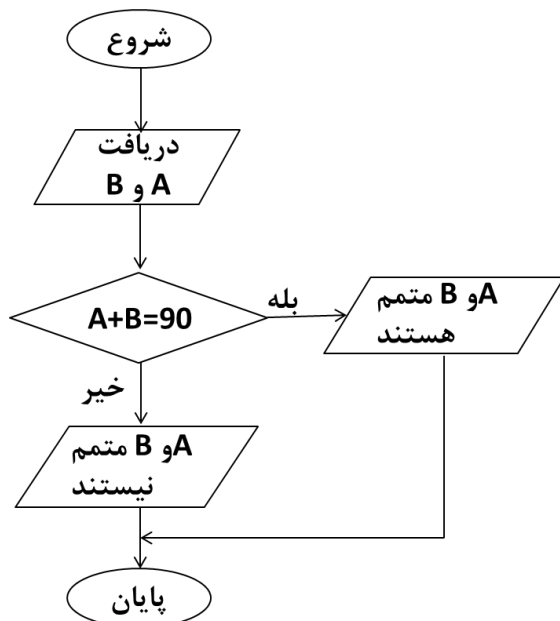 شروع
دریافت
A و B
A+B=90
بله
Aو B متمم
هستند
خیر
Aو B متمم
نیستند
پایان